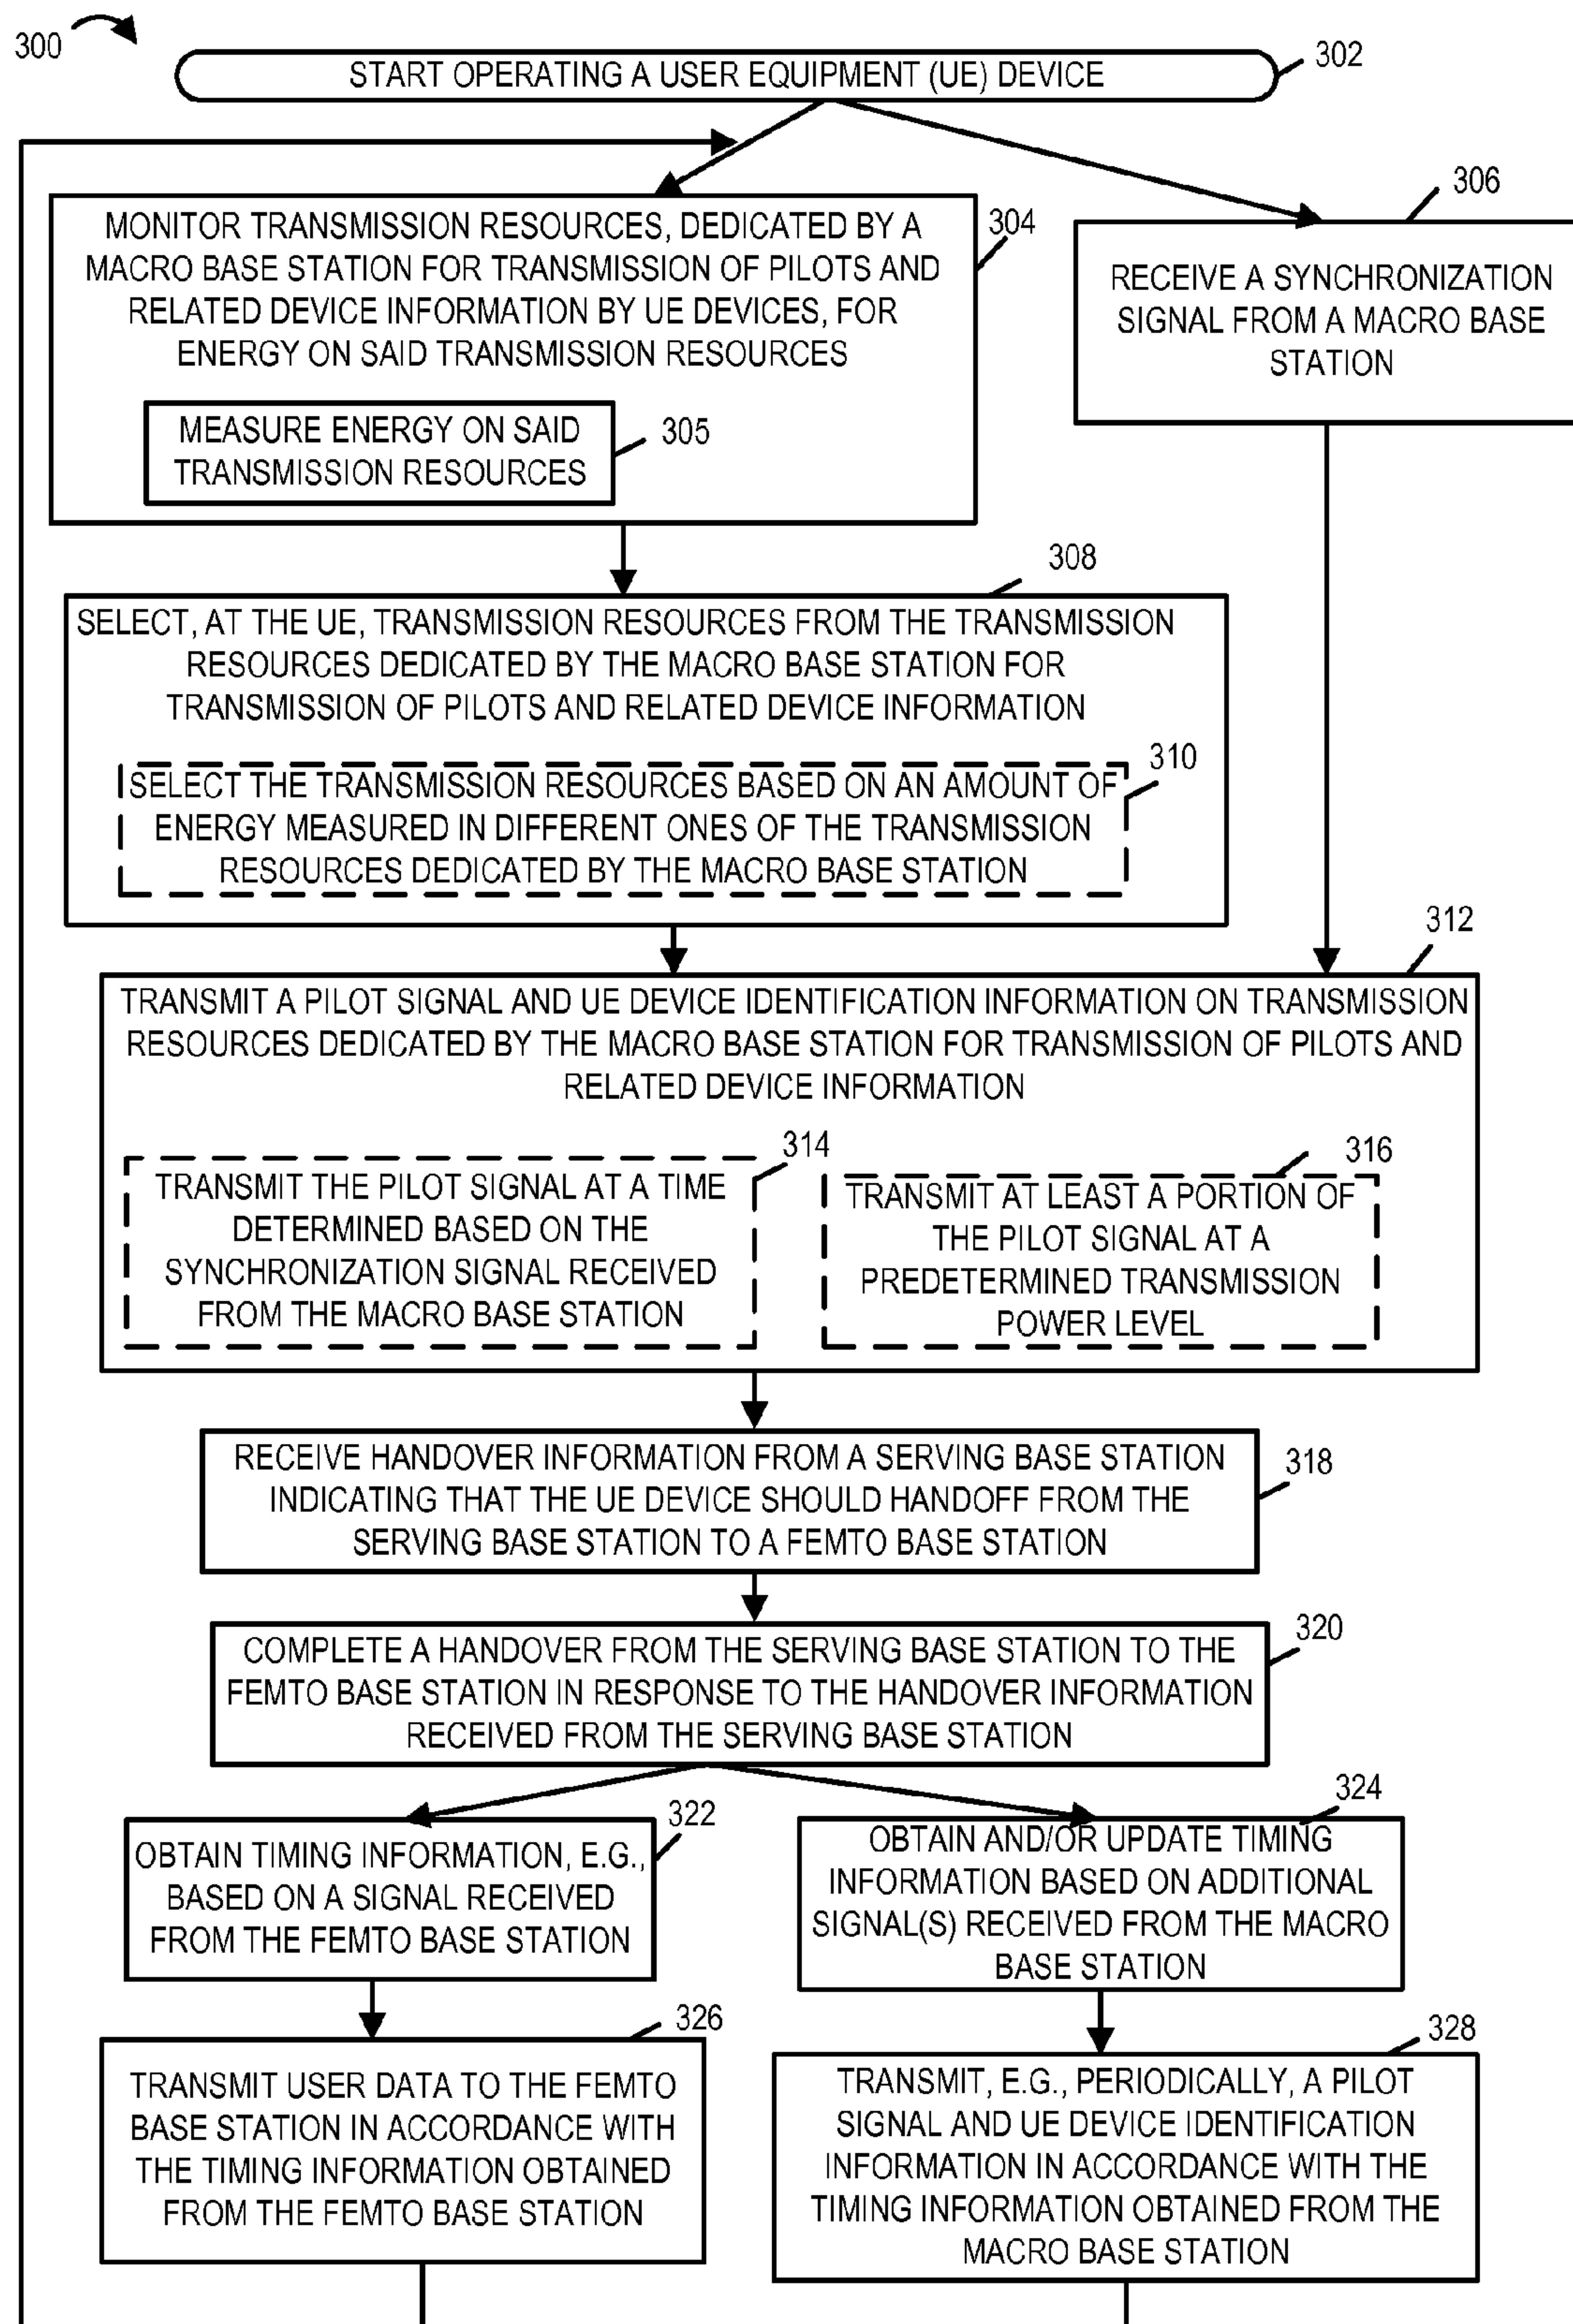 300
START OPERATING A USER EQUIPMENT (UE) DEVICE
302
MONITOR TRANSMISSION RESOURCES, DEDICATED BY A
MACRO BASE STATION FOR TRANSMISSION OF PILOTS AND
RELATED DEVICE INFORMATION BY UE DEVICES, FOR
ENERGY ON SAID TRANSMISSION RESOURCES
304
MEASURE ENERGY ON SAID
TRANSMISSION RESOURCES
305
306
RECEIVE A SYNCHRONIZATION
SIGNAL FROM A MACRO BASE
STATION
308
SELECT, AT THE UE, TRANSMISSION RESOURCES FROM THE TRANSMISSION
RESOURCES DEDICATED BY THE MACRO BASE STATION FOR
TRANSMISSION OF PILOTS AND RELATED DEVICE INFORMATION
310
SELECT THE TRANSMISSION RESOURCES BASED ON AN AMOUNT OF
ENERGY MEASURED IN DIFFERENT ONES OF THE TRANSMISSION
RESOURCES DEDICATED BY THE MACRO BASE STATION
312
TRANSMIT A PILOT SIGNAL AND UE DEVICE IDENTIFICATION INFORMATION ON TRANSMISSION
RESOURCES DEDICATED BY THE MACRO BASE STATION FOR TRANSMISSION OF PILOTS AND
RELATED DEVICE INFORMATION
314
TRANSMIT THE PILOT SIGNAL AT A TIME
DETERMINED BASED ON THE
SYNCHRONIZATION SIGNAL RECEIVED
FROM THE MACRO BASE STATION
316
TRANSMIT AT LEAST A PORTION OF
THE PILOT SIGNAL AT A
PREDETERMINED TRANSMISSION
POWER LEVEL
RECEIVE HANDOVER INFORMATION FROM A SERVING BASE STATION
INDICATING THAT THE UE DEVICE SHOULD HANDOFF FROM THE
SERVING BASE STATION TO A FEMTO BASE STATION
318
COMPLETE A HANDOVER FROM THE SERVING BASE STATION TO THE
FEMTO BASE STATION IN RESPONSE TO THE HANDOVER INFORMATION
RECEIVED FROM THE SERVING BASE STATION
320
322
OBTAIN TIMING INFORMATION, E.G.,
BASED ON A SIGNAL RECEIVED
FROM THE FEMTO BASE STATION
324
OBTAIN AND/OR UPDATE TIMING
INFORMATION BASED ON ADDITIONAL
SIGNAL(S) RECEIVED FROM THE MACRO
BASE STATION
326
TRANSMIT USER DATA TO THE FEMTO
BASE STATION IN ACCORDANCE WITH
THE TIMING INFORMATION OBTAINED
FROM THE FEMTO BASE STATION
328
TRANSMIT, E.G., PERIODICALLY, A PILOT
SIGNAL AND UE DEVICE IDENTIFICATION
INFORMATION IN ACCORDANCE WITH THE
TIMING INFORMATION OBTAINED FROM THE
MACRO BASE STATION